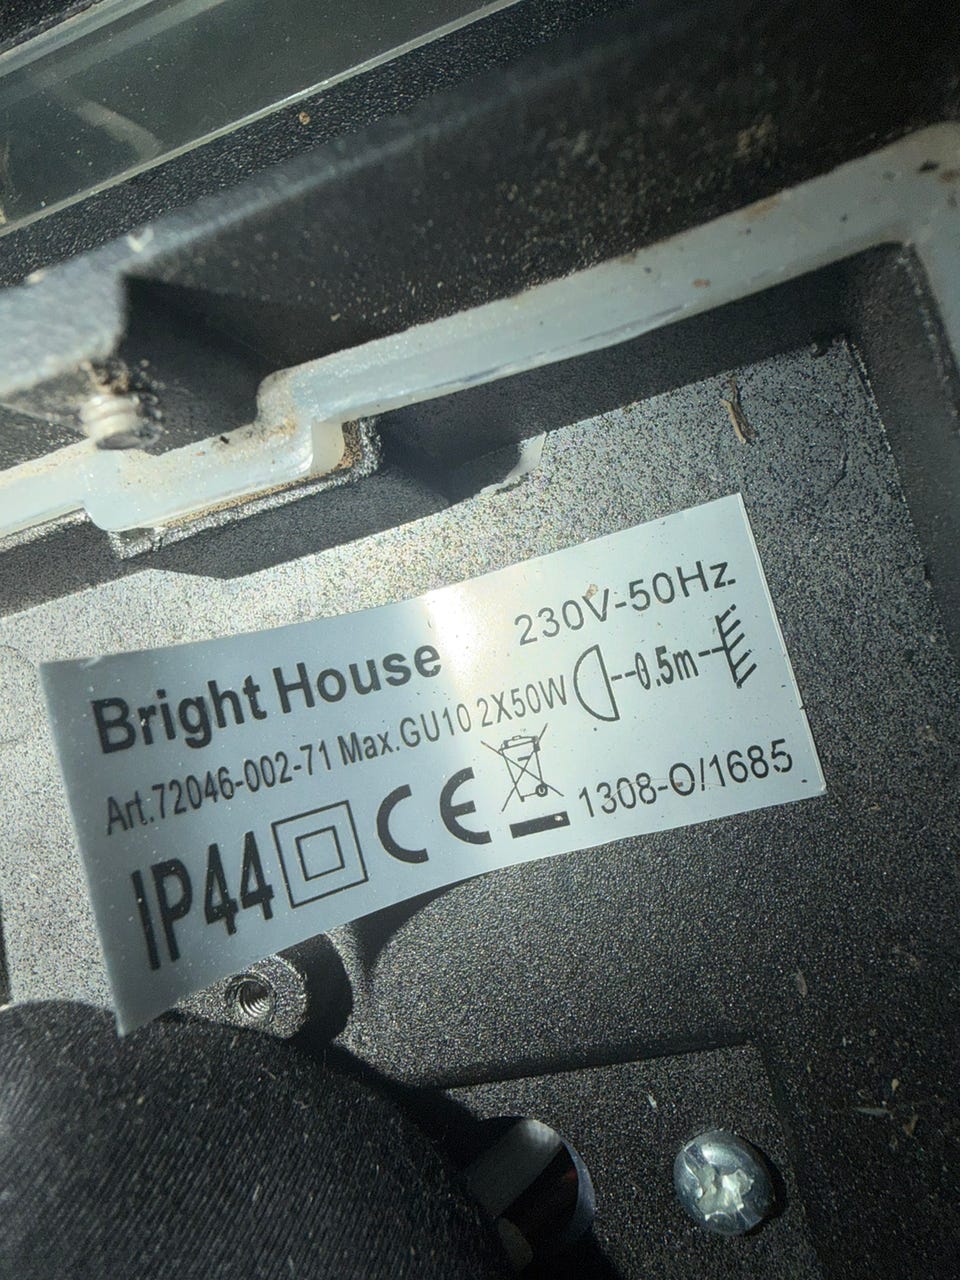 Bright House 230V-50Hz
Art.72046-002-71 Max.GU10 2X50W 0.5m
IP44 CE 1308-O/1685